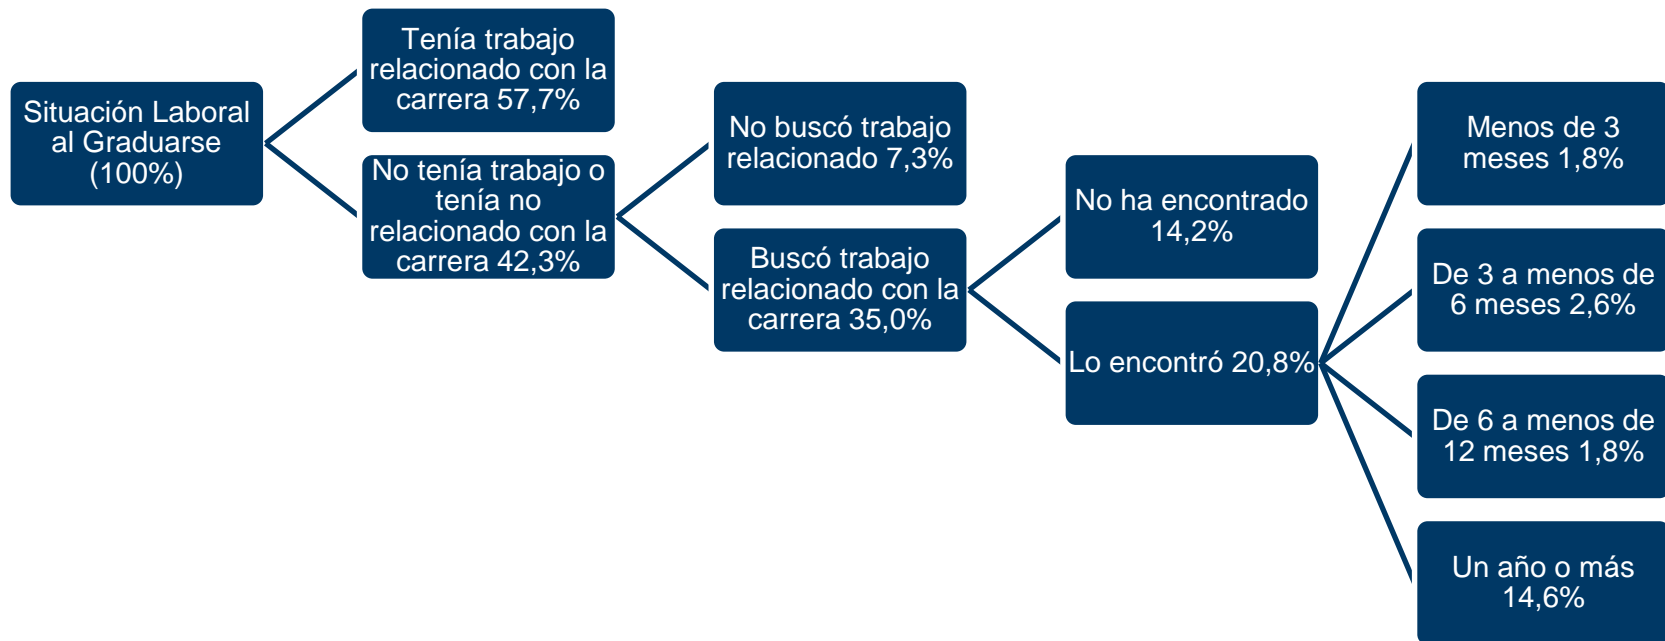 Situación Laboral
al Graduarse
(100%)
Tenía trabajo
relacionado con la
carrera 57,7%
No tenía trabajo o
tenía no
relacionado con la
carrera 42,3%
No buscó trabajo
relacionado 7,3%
Buscó trabajo
relacionado con la
carrera 35,0%
No ha encontrado
14,2%
Lo encontró 20,8%
Menos de 3
meses 1,8%
De 3 a menos de
6 meses 2,6%
De 6 a menos de
12 meses 1,8%
Un año o más
14,6%